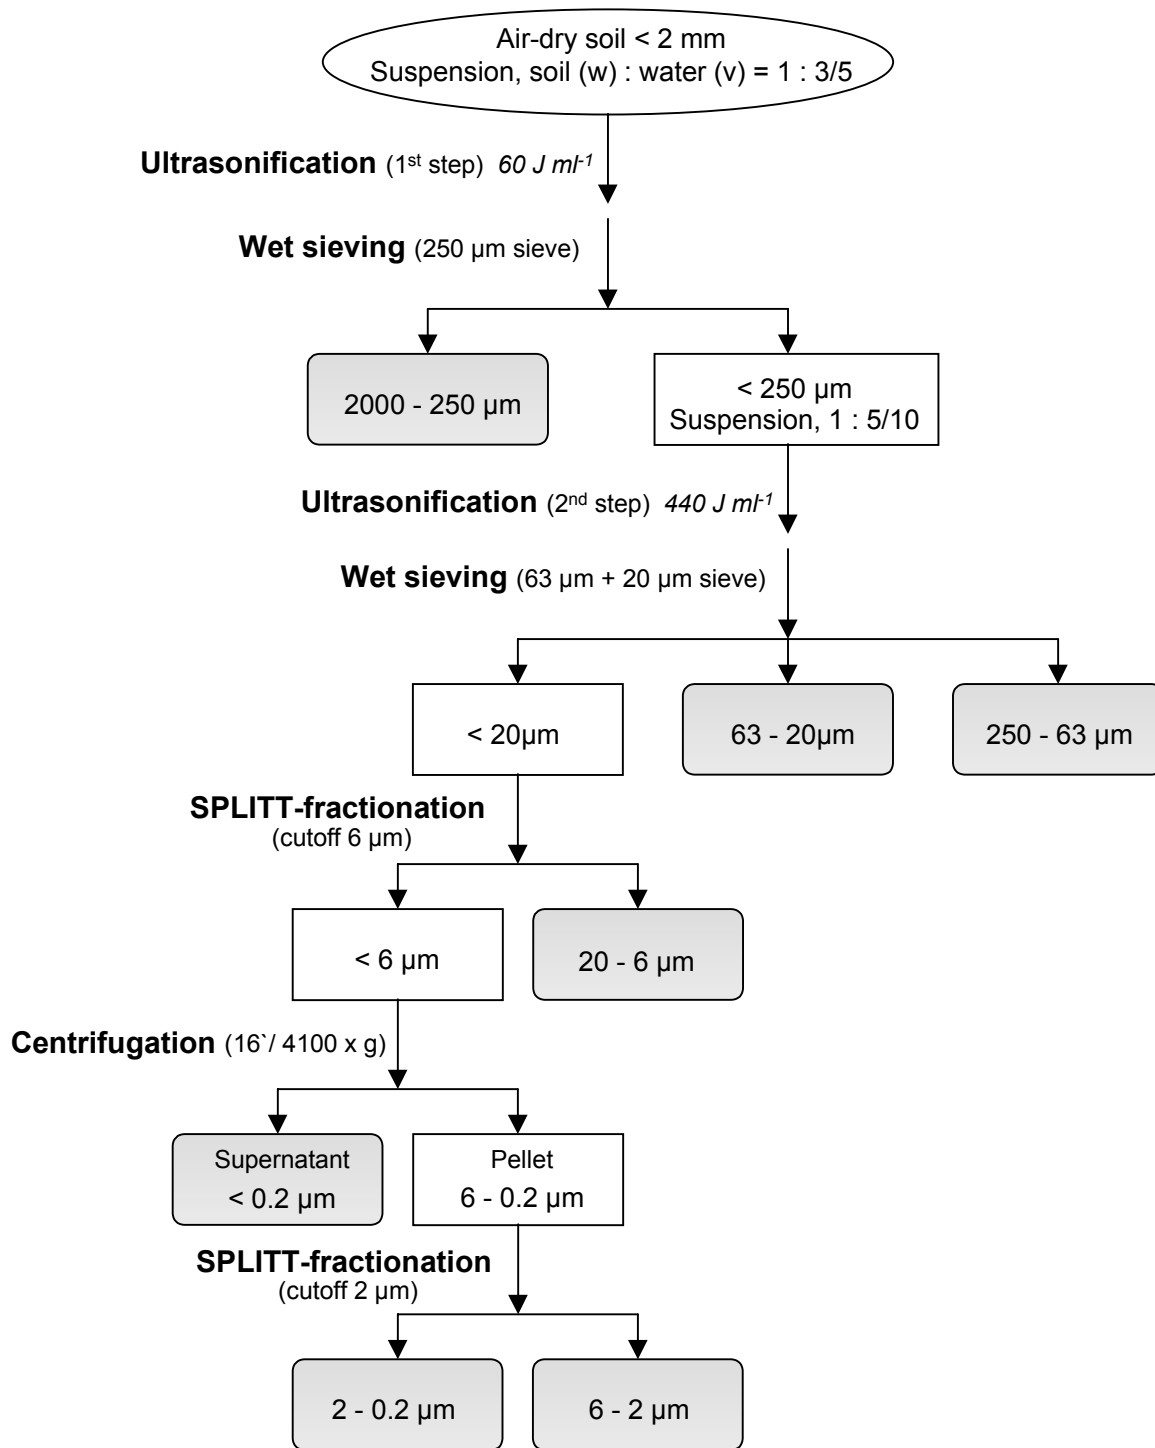 Air-dry soil < 2 mm
Suspension, soil (w) : water (v) = 1 : 3/5
Ultrasonification (1st step) 60 J ml-1
Wet sieving (250 µm sieve)
2000 - 250 µm
< 250 µm
Suspension, 1 : 5/10
Ultrasonification (2nd step) 440 J ml-1
Wet sieving (63 µm + 20 µm sieve)
< 20µm
63 - 20µm
250 - 63 µm
SPLITT-fractionation
(cutoff 6 µm)
< 6 µm
20 - 6 µm
Centrifugation (16`/ 4100 x g)
Supernatant
< 0.2 µm
Pellet
6 - 0.2 µm
SPLITT-fractionation
(cutoff 2 µm)
2 - 0.2 µm
6 - 2 µm